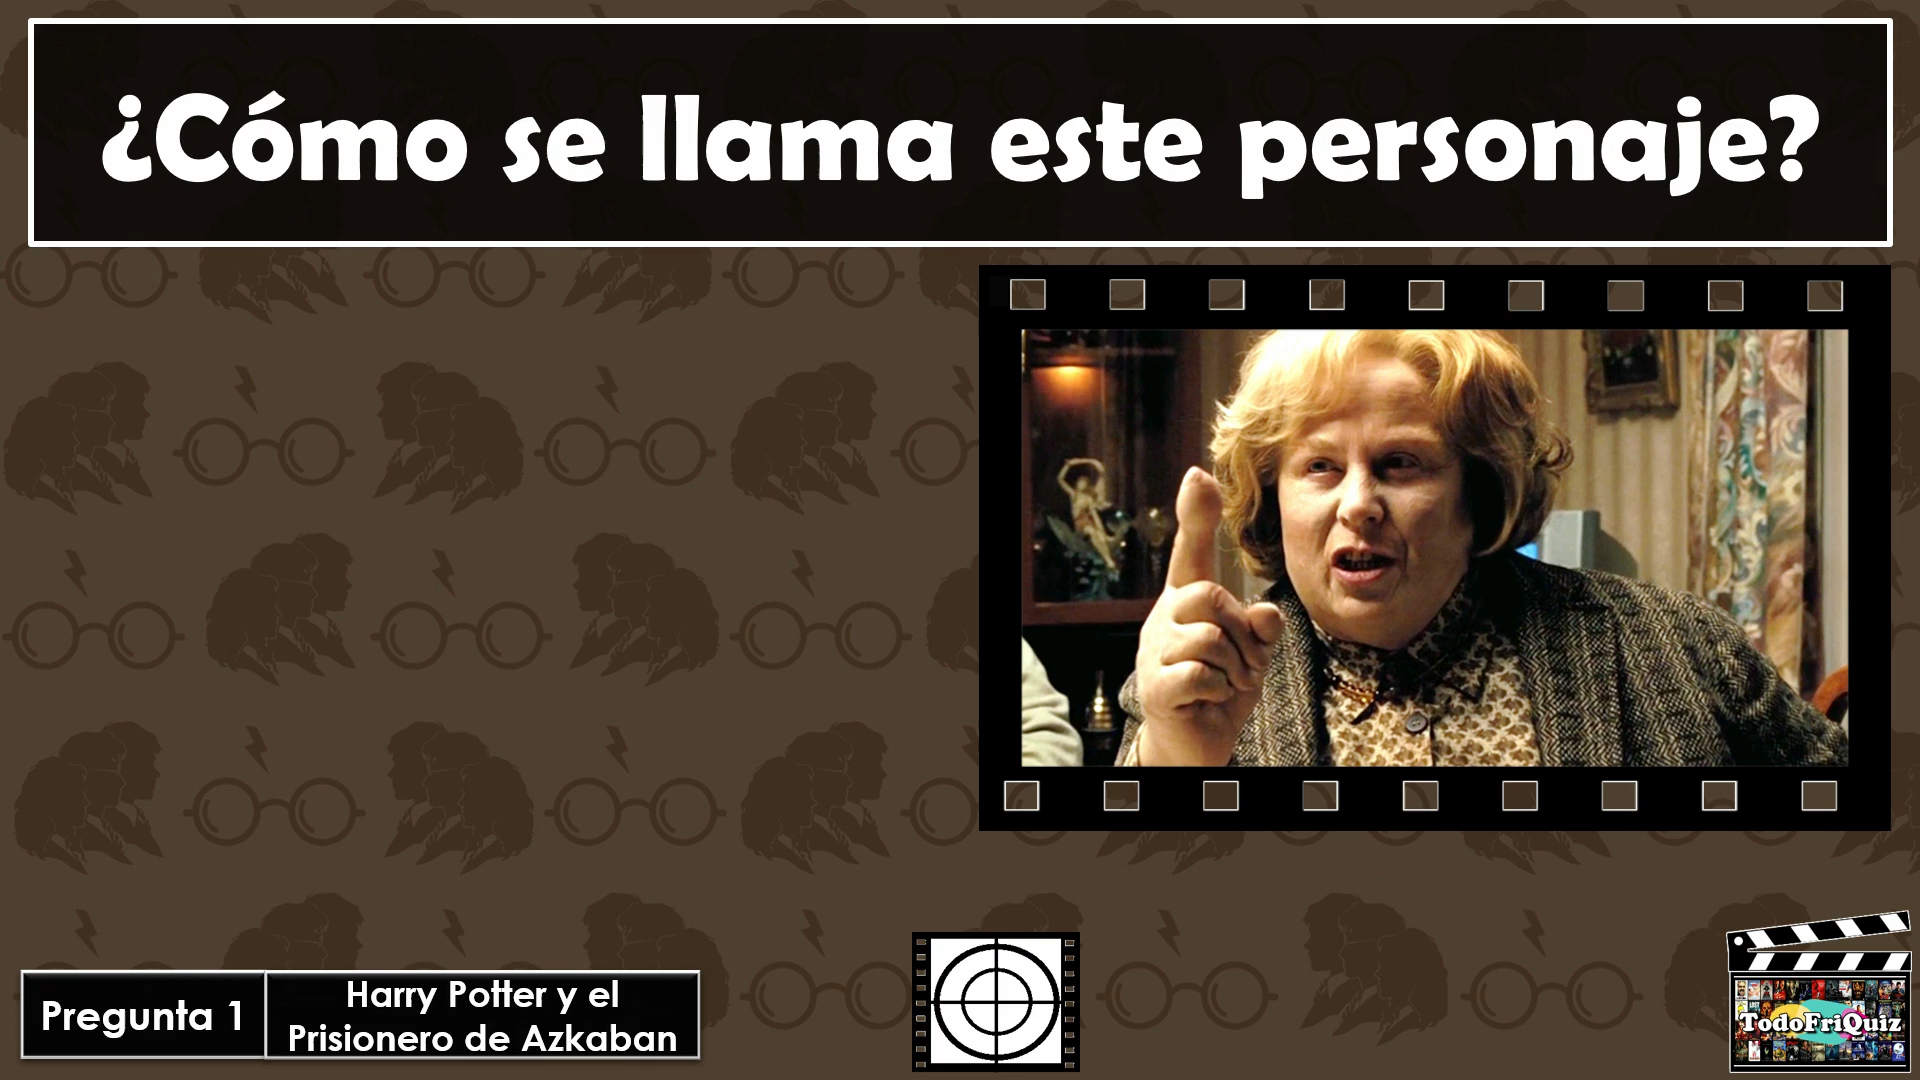 ¿Cómo se llama este personaje?
Pregunta 1
Harry Potter y el
Prisionero de Azkaban
TodoFriQuiz